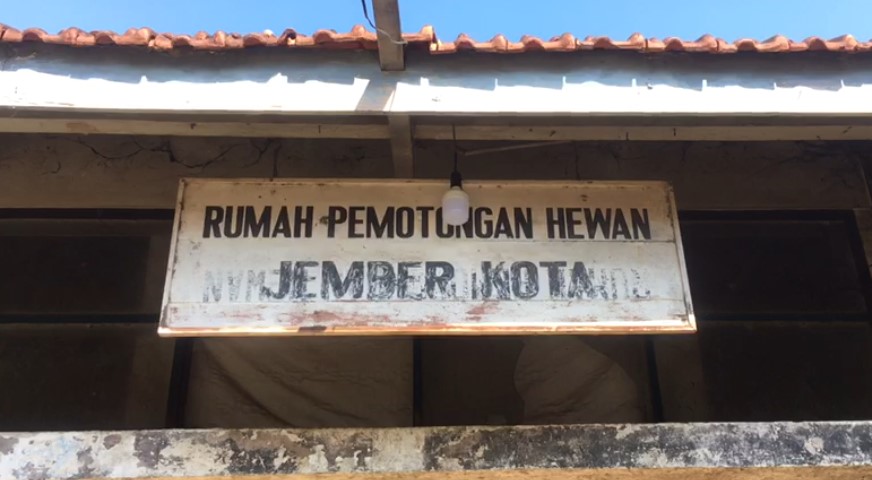 RUMAH PEMOTONGAN HEWAN
JEMBER KOTA